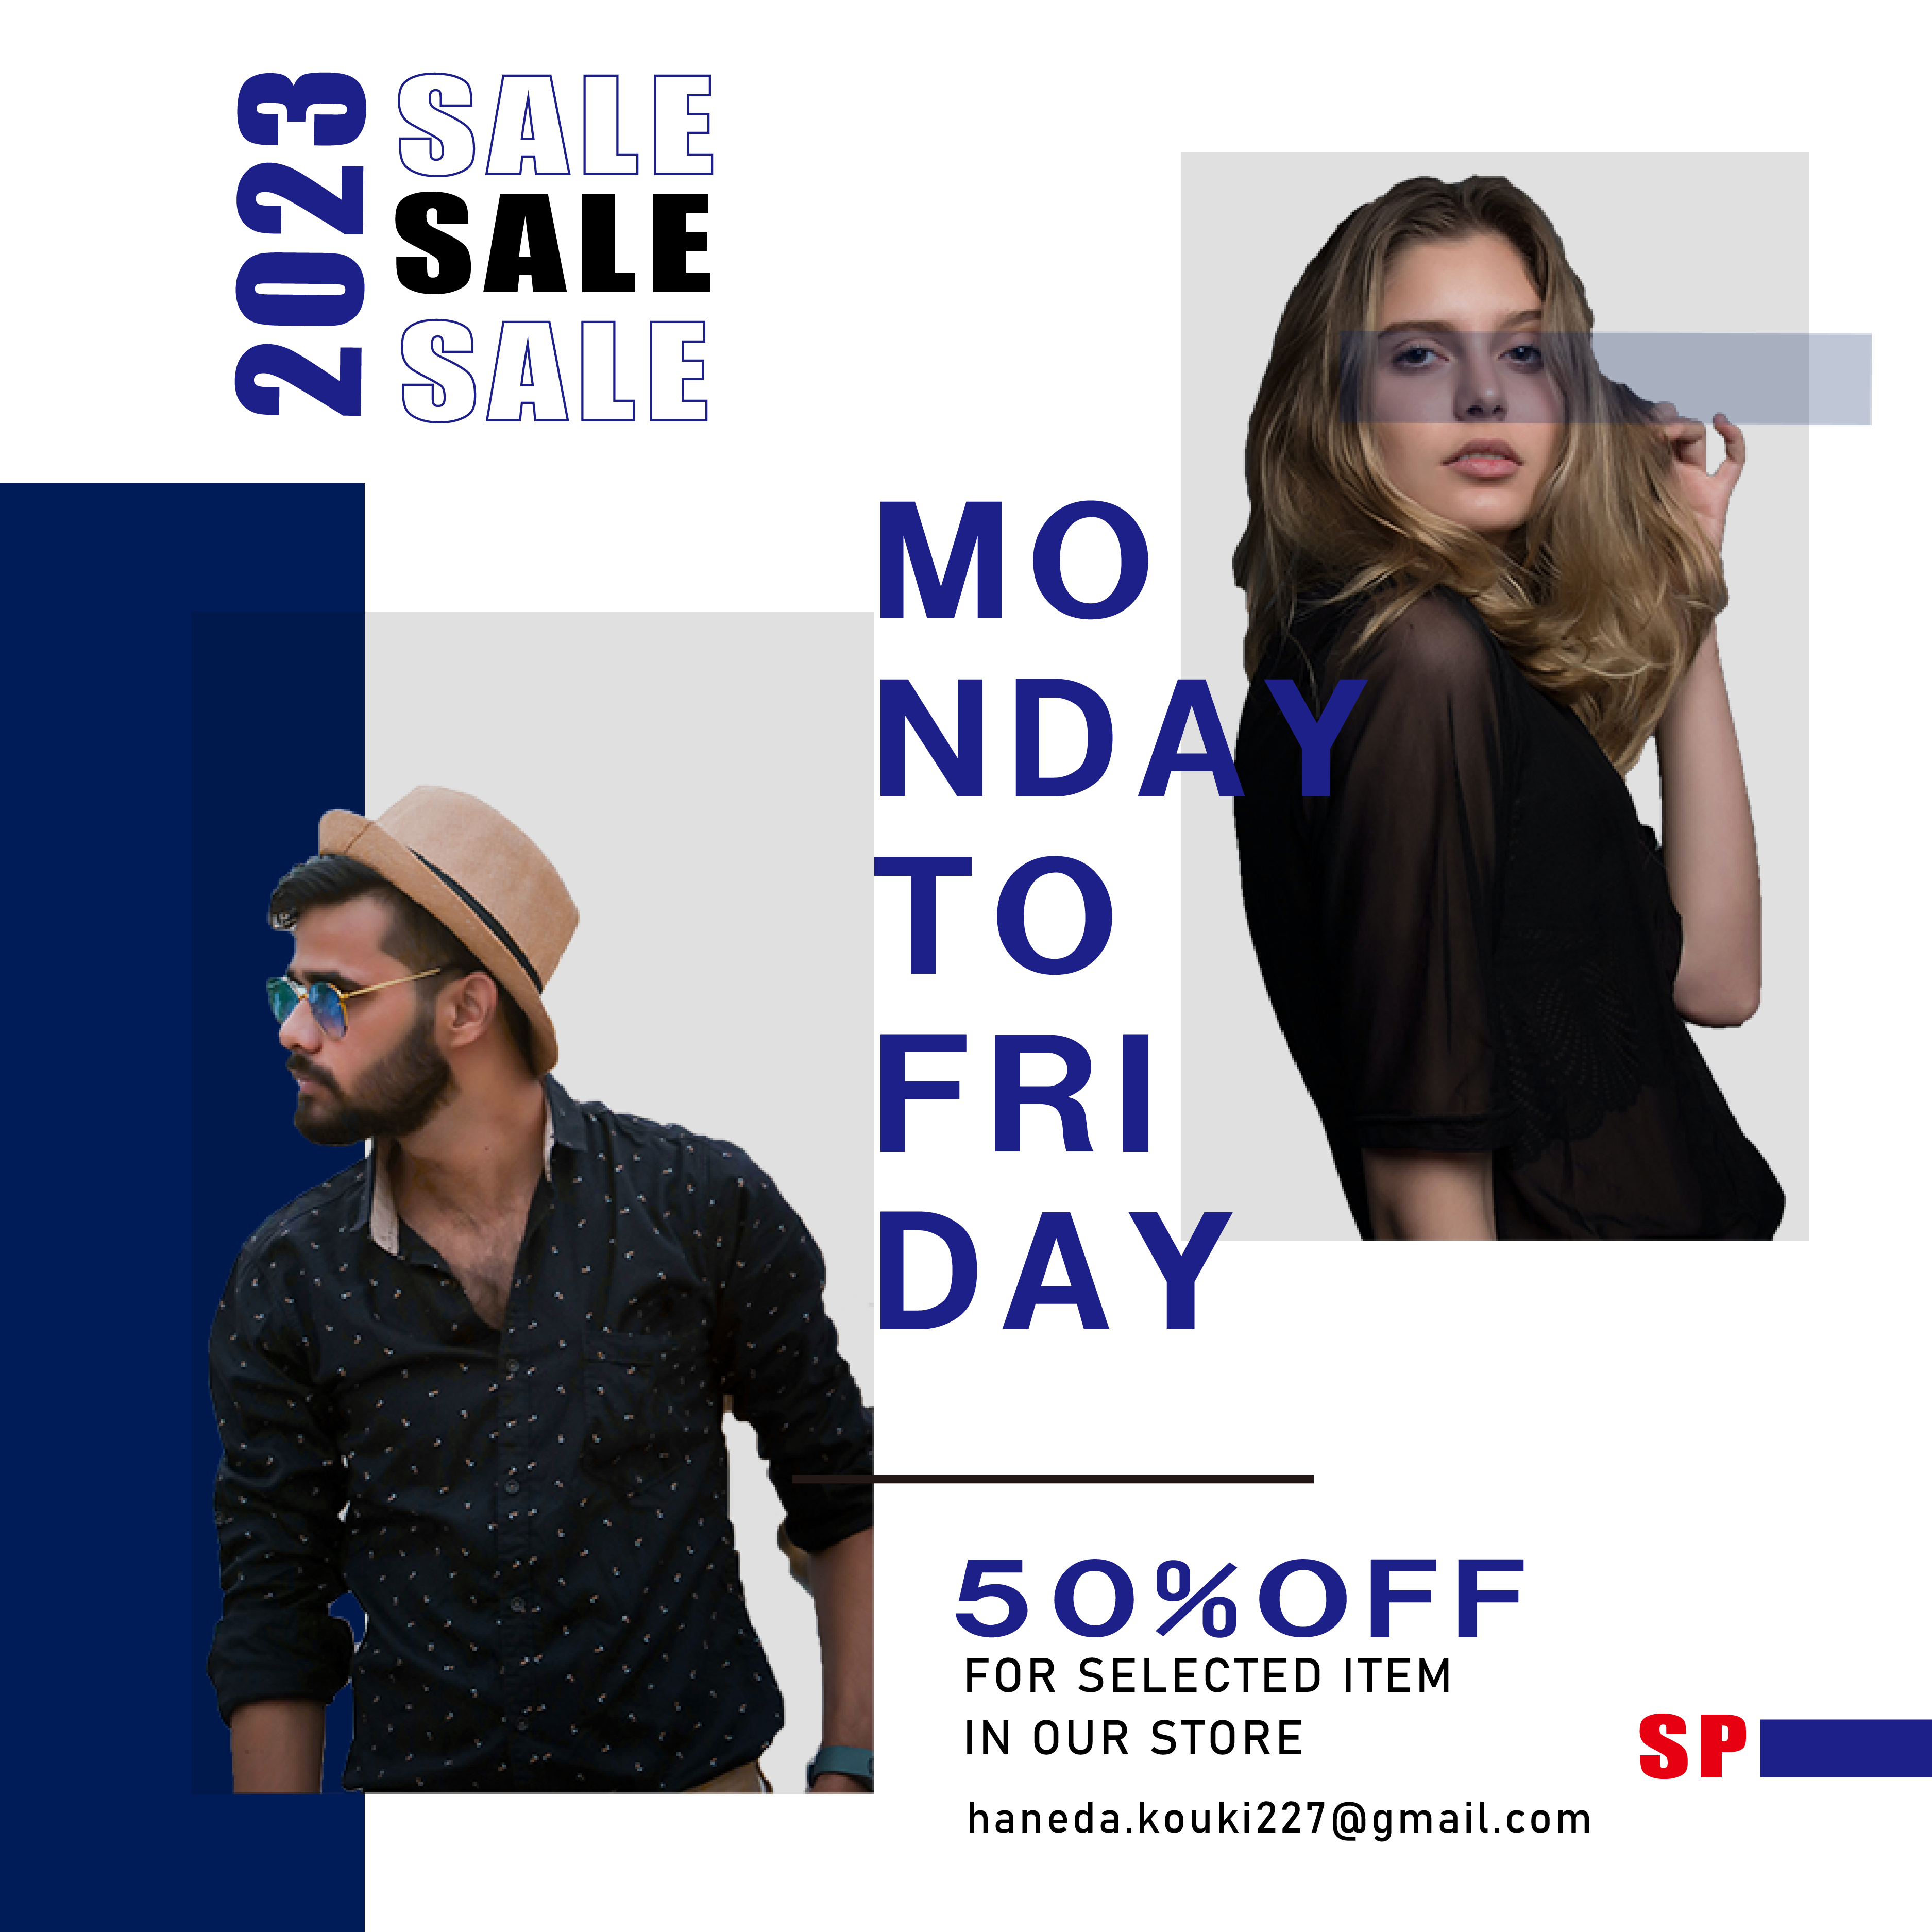 2023
SALE
SALE
SALE
MO
NDAY
TO
FRI
DAY
50%OFF
FOR SELECTED ITEM
IN OUR STORE
SP
haneda.kouki227@gmail.com